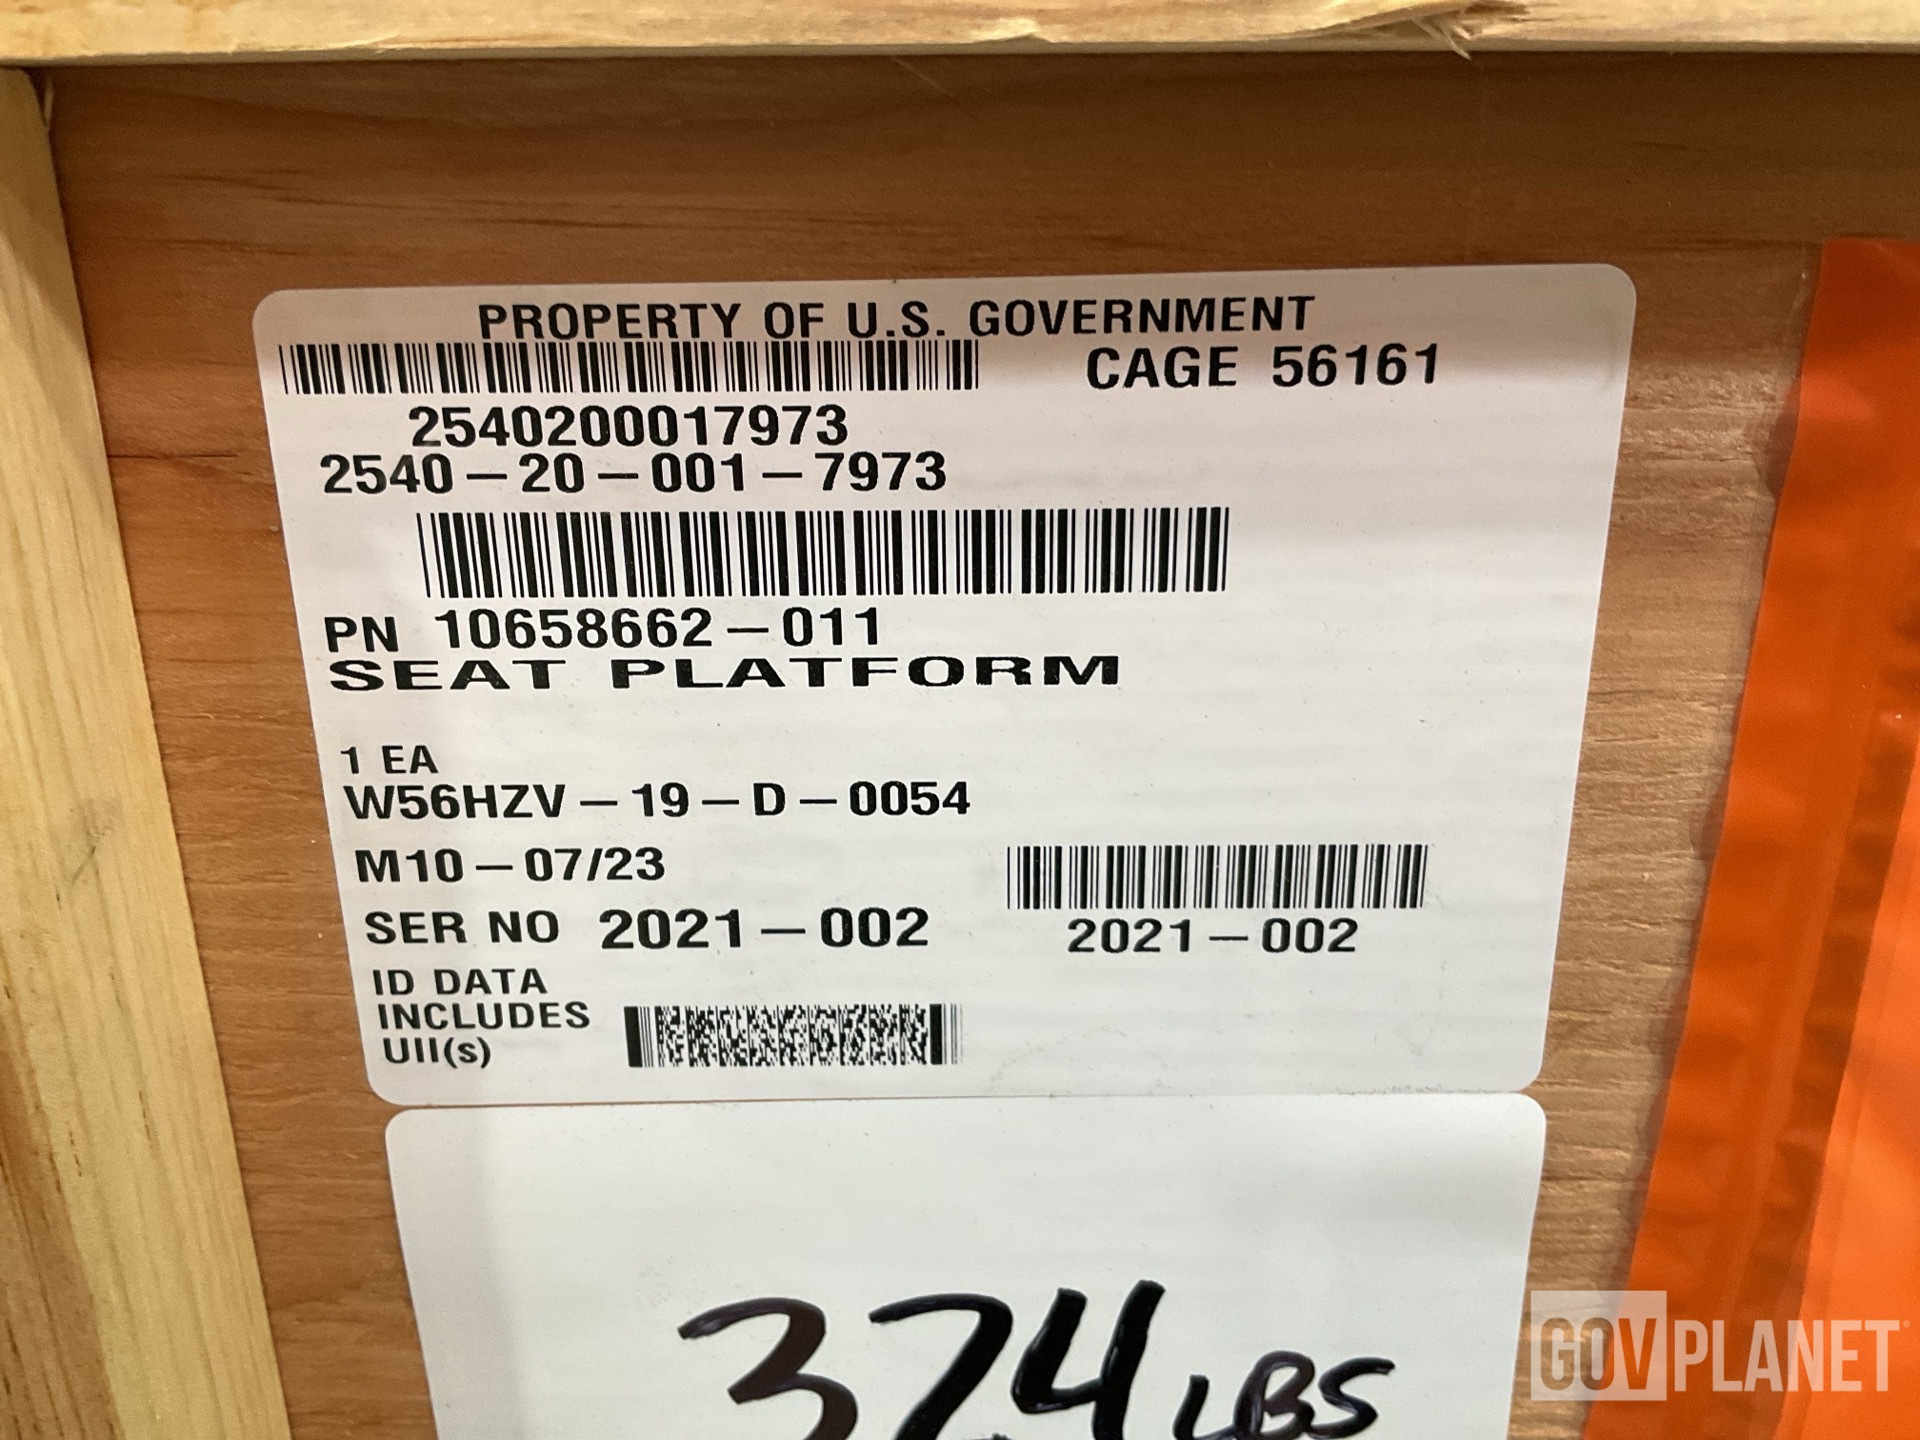 PROPERTY OF U.S. GOVERNMENT
CAGE 56161
2540200017973
2540-20-001-7973
PN 10658662-011
SEAT PLATFORM
1 EA
W56HZV-19-D-0054
M10-07/23
SER NO 2021-002
2021-002
ID DATA
INCLUDES
UII(s)
374 LBS
GOVPLANET